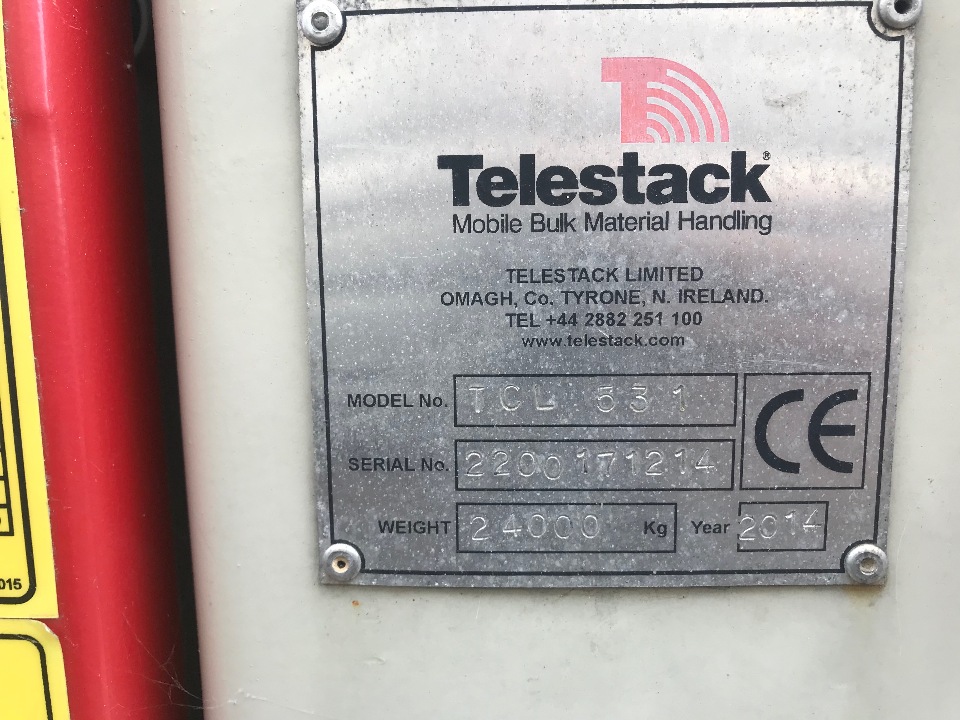 Telestack®
Mobile Bulk Material Handling
TELESTACK LIMITED
OMAGH, Co. TYRONE, N. IRELAND.
TEL +44 2882 251 100
www.telestack.com
MODEL No. TCL 531
SERIAL No. 2200171214
CE
WEIGHT 24000 Kg Year 2014
015